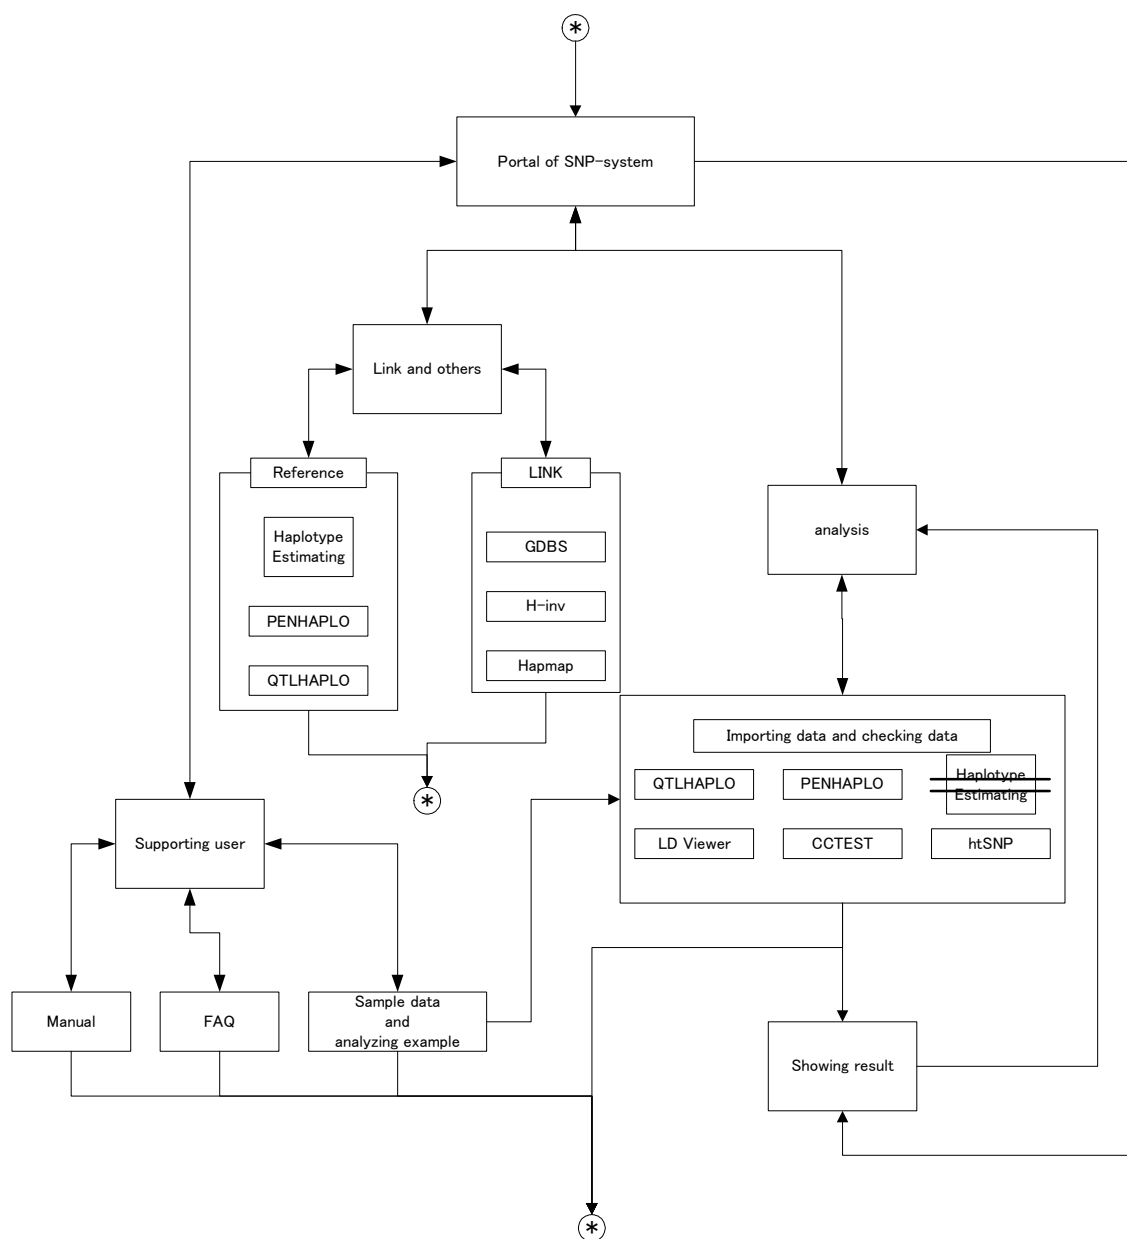 *
Portal of SNP-system
Link and others
Reference
LINK
Haplotype
Estimating
GDBS
analysis
H-inv
PENHAPLO
Hapmap
QTLHAPLO
Importing data and checking data
QTLHAPLO
PENHAPLO
Haplotype
Estimating
*
Supporting user
LD Viewer
CCTEST
htSNP
Manual
FAQ
Sample data
and
analyzing example
Showing result
*